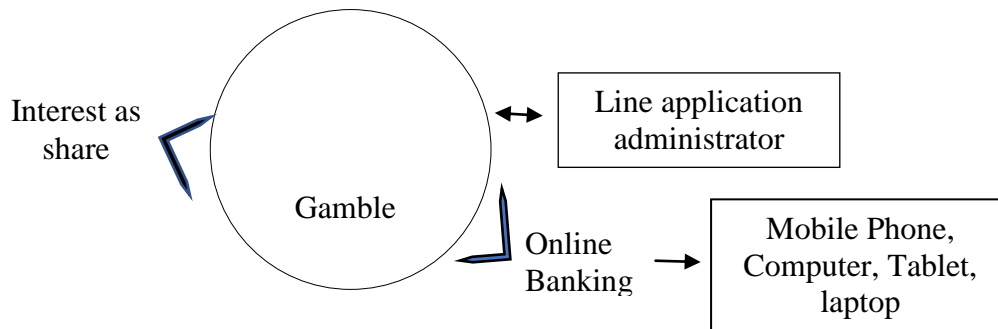 Interest as
share
Line application
administrator
Gamble
Online
Banking
Mobile Phone,
Computer, Tablet,
laptop